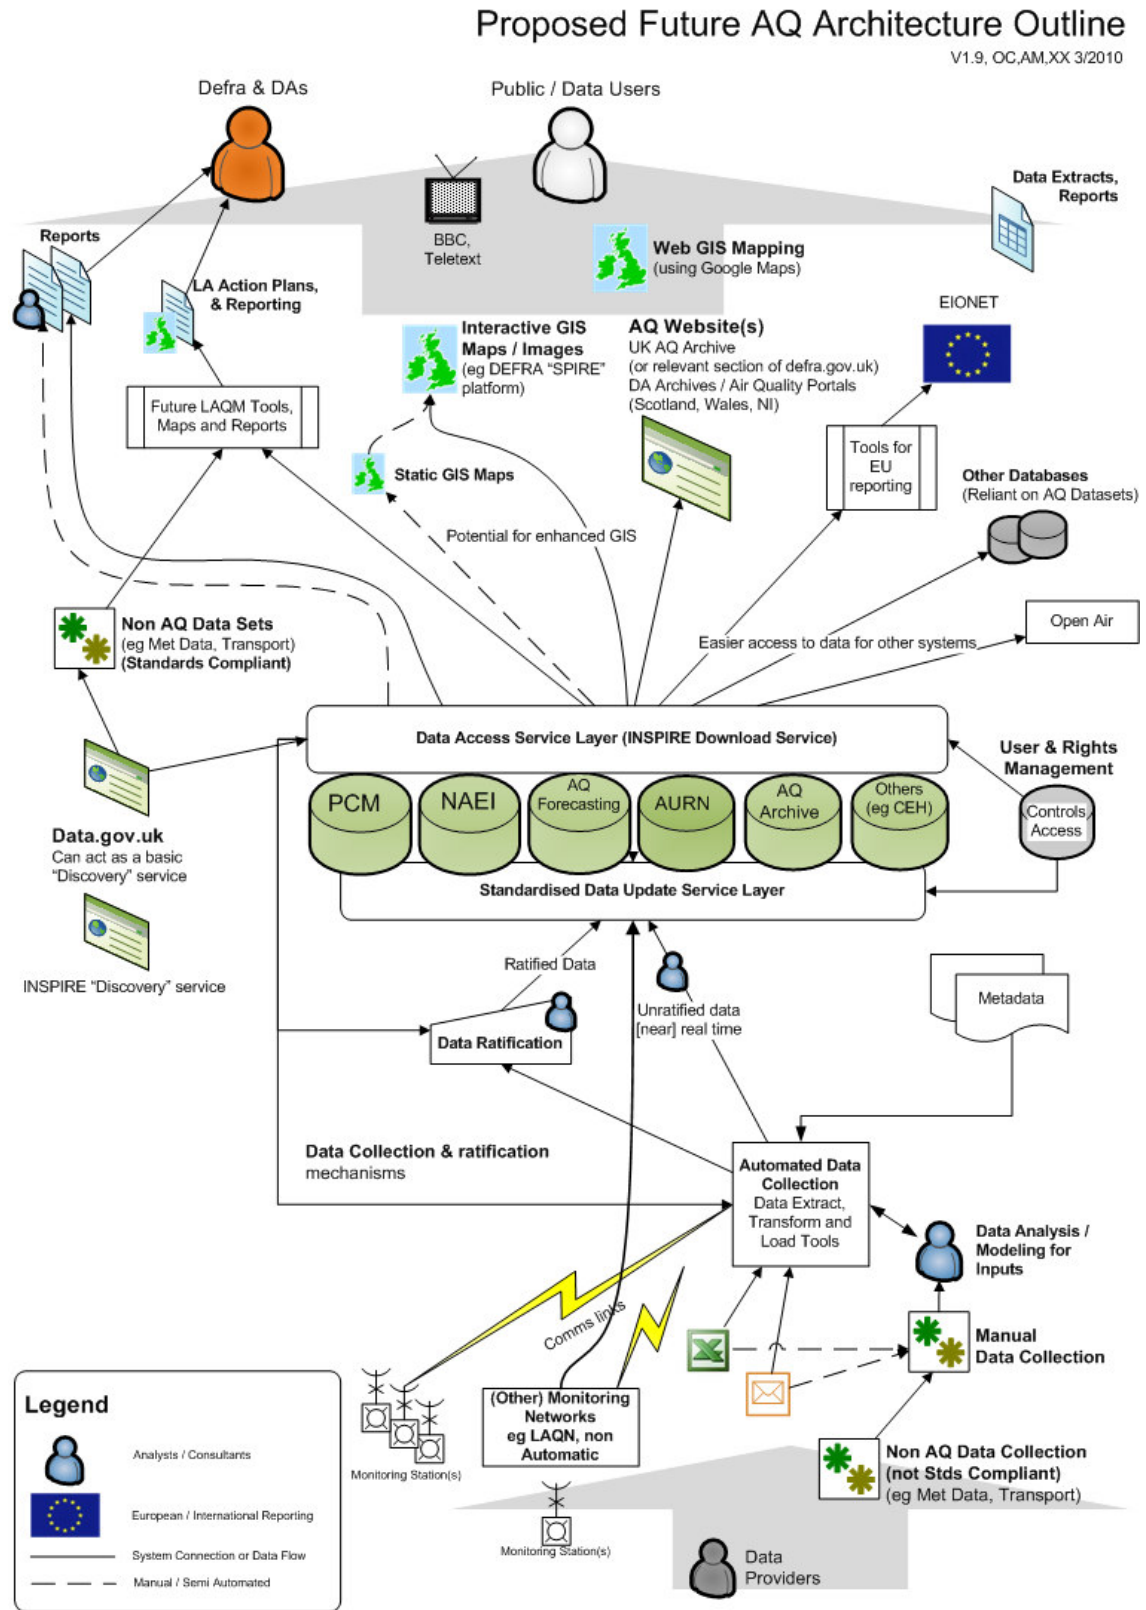 Proposed Future AQ Architecture Outline
V1.9, OC,AM,XX 3/2010
Defra & DAs
Public / Data Users
Data Extracts,
Reports
Reports
BBC,
Teletext
Web GIS Mapping
(using Google Maps)
LA Action Plans,
& Reporting
EIONET
Interactive GIS
Maps / Images
(eg DEFRA “SPIRE”
platform)
AQ Website(s)
UK AQ Archive
(or relevant section of defra.gov.uk)
DA Archives / Air Quality Portals
(Scotland, Wales, NI)
Future LAQM Tools,
Maps and Reports
Tools for
EU
reporting
Static GIS Maps
Other Databases
(Reliant on AQ Datasets)
Potential for enhanced GIS
Non AQ Data Sets
(eg Met Data, Transport)
(Standards Compliant)
Open Air
Easier access to data for other systems
Data Access Service Layer (INSPIRE Download Service)
User & Rights
Management
PCM
NAEI
AQ
Forecasting
AURN
AQ
Archive
Others
(eg CEH)
Controls
Access
Data.gov.uk
Can act as a basic
“Discovery” service
Standardised Data Update Service Layer
INSPIRE “Discovery” service
Ratified Data
Unratified data
[near] real time
Metadata
Data Ratification
Data Collection & ratification
mechanisms
Automated Data
Collection
Data Extract,
Transform and
Load Tools
Data Analysis /
Modeling for
Inputs
Comms links
Manual
Data Collection
(Other) Monitoring
Networks
eg LAQN, non
Automatic
Monitoring Station(s)
Non AQ Data Collection
(not Stds Compliant)
(eg Met Data, Transport)
Monitoring Station(s)
Data
Providers
Legend
Analysts / Consultants
European / International Reporting
System Connection or Data Flow
Manual / Semi Automated